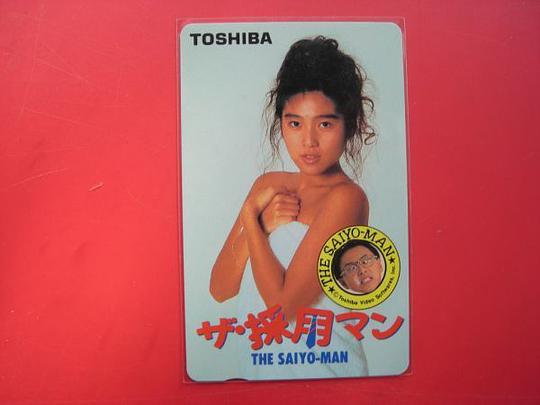 TOSHIBA
★THE SAIYO-MAN★
© Toshiba Video Softwares, Inc.
ザ・採用マン
THE SAIYO-MAN